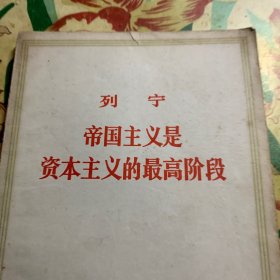 列 宁
帝国主义是
资本主义的最高阶段